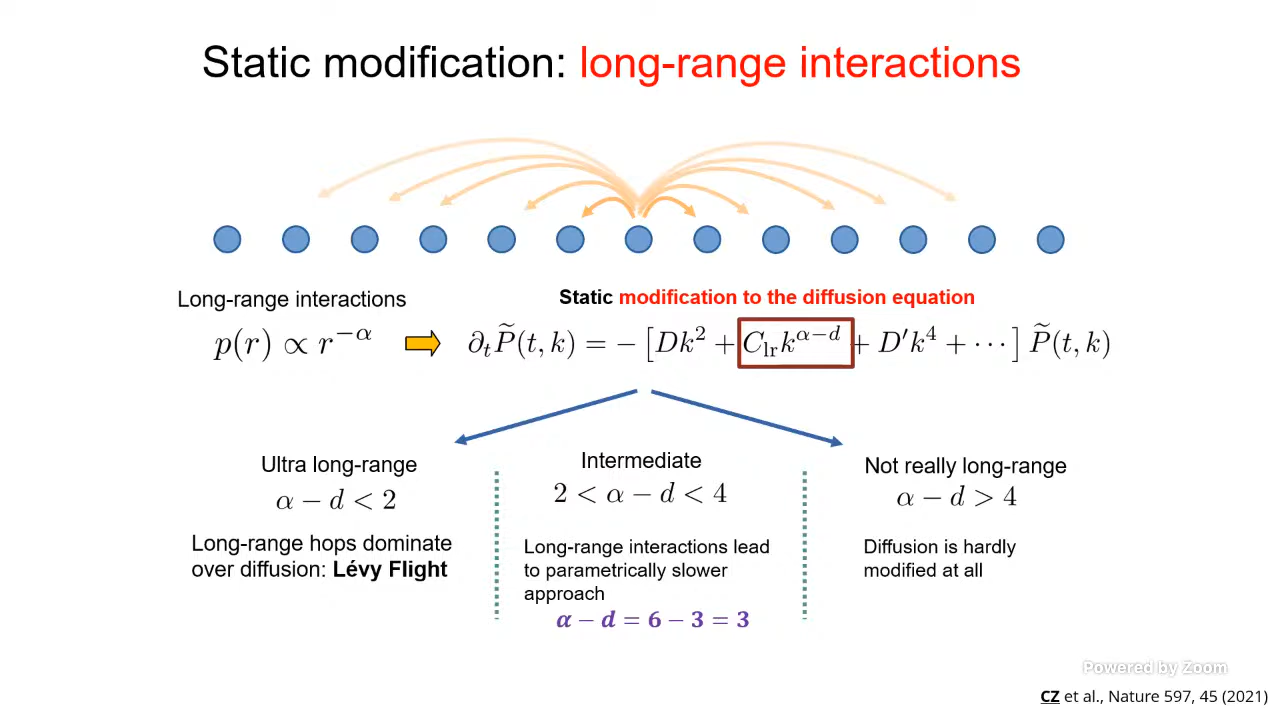 Static modification: long-range interactions
Long-range interactions
p(r) ∝ r^{−α}
Static modification to the diffusion equation
∂_t P̃(t, k) = − [Dk² + C_{lr}k^{α−d} + D′k⁴ + ⋯] P̃(t, k)
Ultra long-range
α − d < 2
Long-range hops dominate
over diffusion: Lévy Flight
Intermediate
2 < α − d < 4
Long-range interactions lead
to parametrically slower
approach
α − d = 6 − 3 = 3
Not really long-range
α − d > 4
Diffusion is hardly
modified at all
Powered by Zoom
CZ et al., Nature 597, 45 (2021)